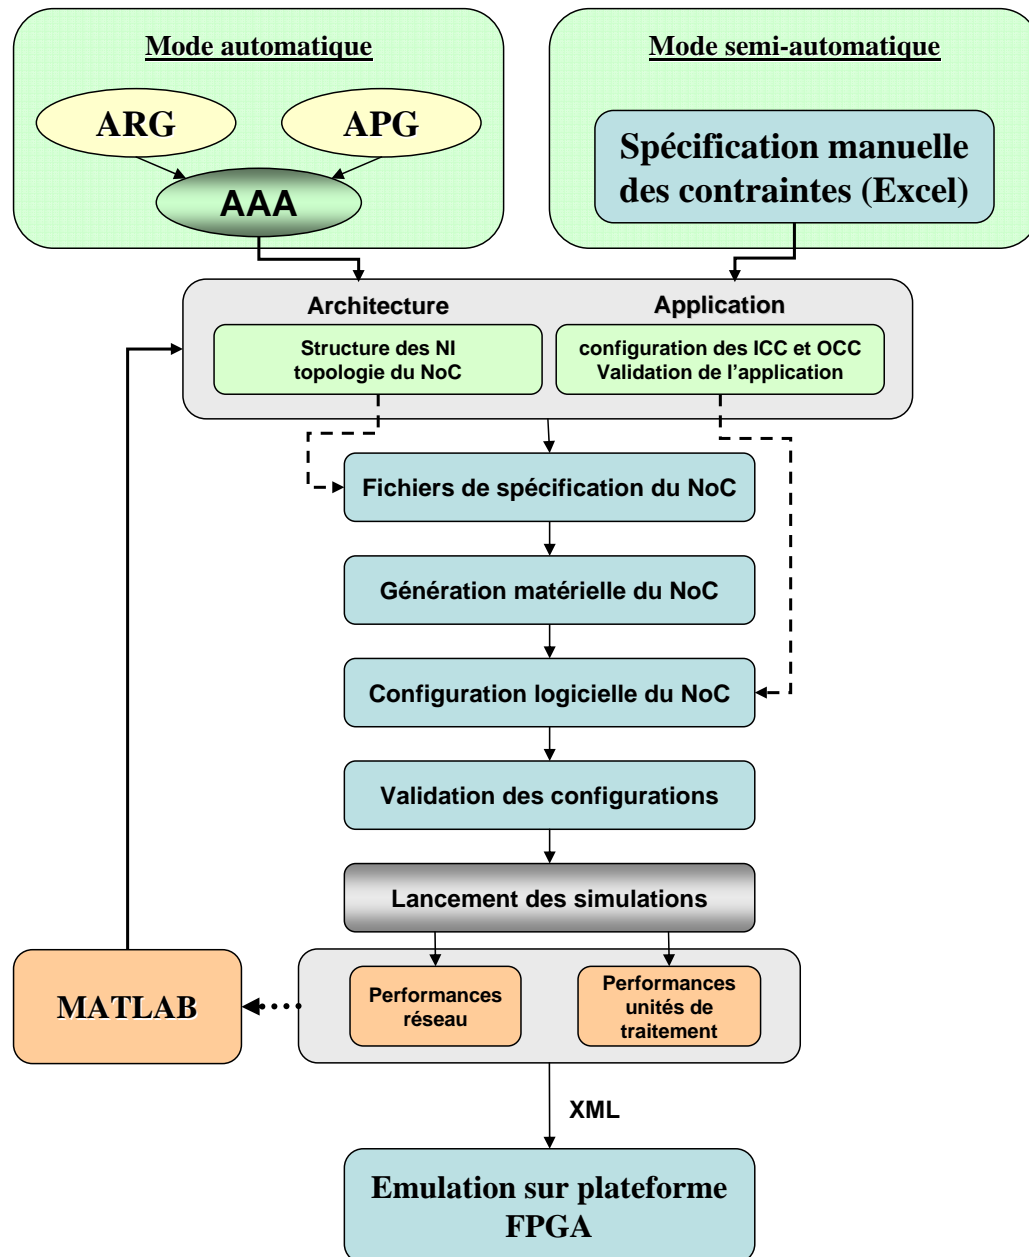 Mode automatique
Mode semi-automatique
ARG
APG
AAA
Spécification manuelle
des contraintes (Excel)
Architecture
Application
Structure des NI
topologie du NoC
configuration des ICC et OCC
Validation de l'application
Fichiers de spécification du NoC
Génération matérielle du NoC
Configuration logicielle du NoC
Validation des configurations
Lancement des simulations
MATLAB
Performances
réseau
Performances
unités de
traitement
XML
Emulation sur plateforme
FPGA